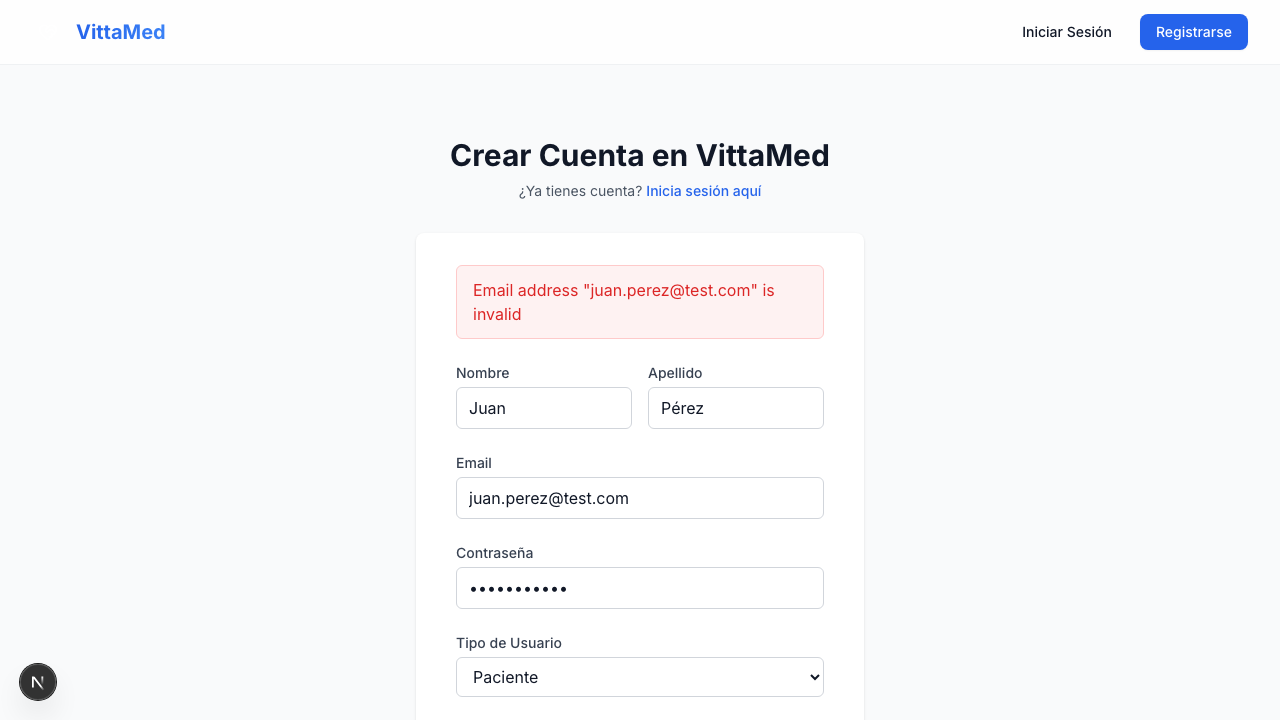 VittaMed
Iniciar Sesión
Registrarse
Crear Cuenta en VittaMed
¿Ya tienes cuenta? Inicia sesión aquí
Email address "juan.perez@test.com" is
invalid
Nombre
Apellido
Juan
Pérez
Email
juan.perez@test.com
Contraseña
•••••••••••
Tipo de Usuario
Paciente
N